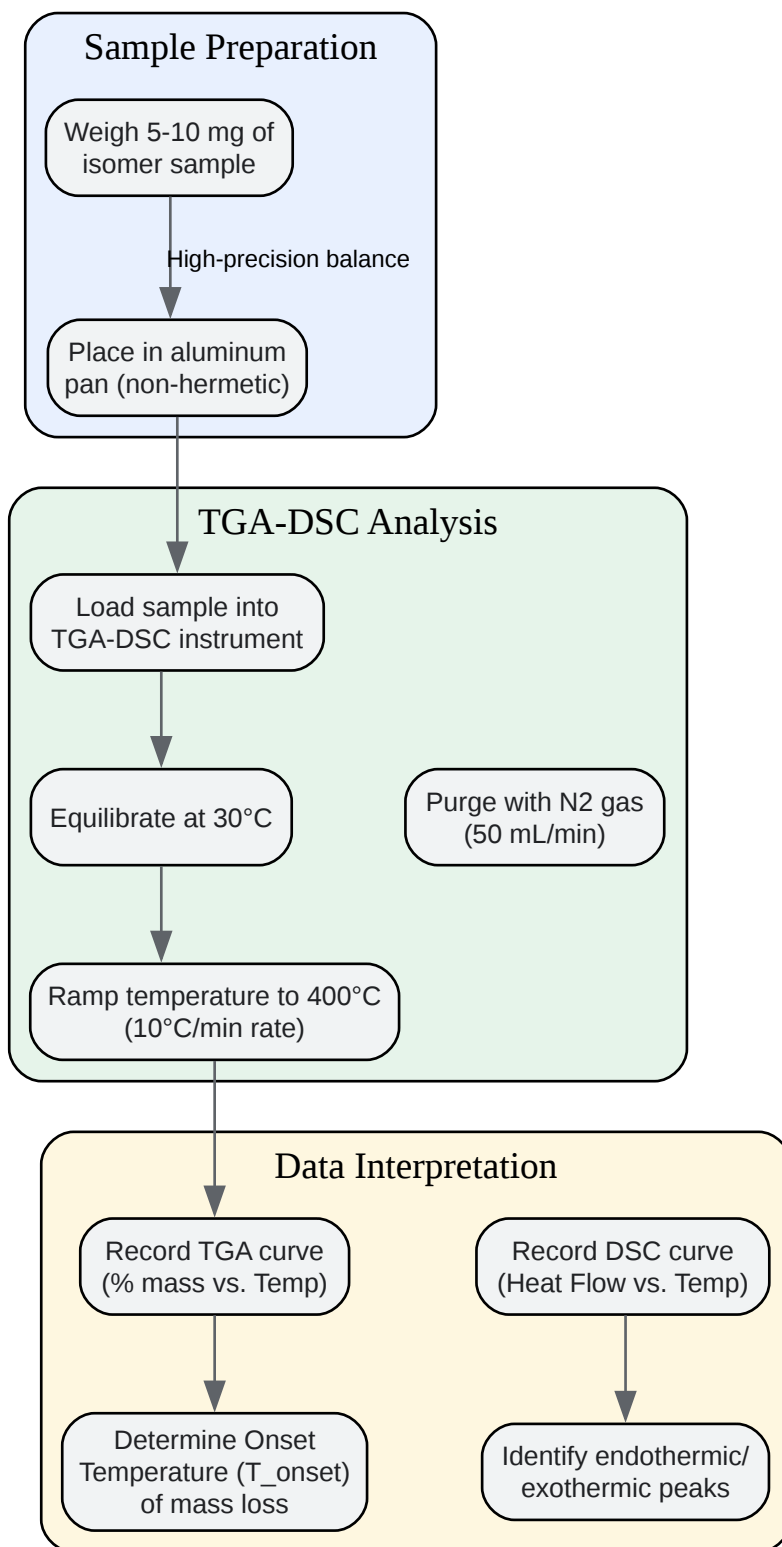 Sample Preparation
Weigh 5-10 mg of
isomer sample
High-precision balance
Place in aluminum
pan (non-hermetic)
TGA-DSC Analysis
Load sample into
TGA-DSC instrument
Equilibrate at 30°C
Purge with N2 gas
(50 mL/min)
Ramp temperature to 400°C
(10°C/min rate)
Data Interpretation
Record TGA curve
(% mass vs. Temp)
Record DSC curve
(Heat Flow vs. Temp)
Determine Onset
Temperature (T_onset)
of mass loss
Identify endothermic/
exothermic peaks